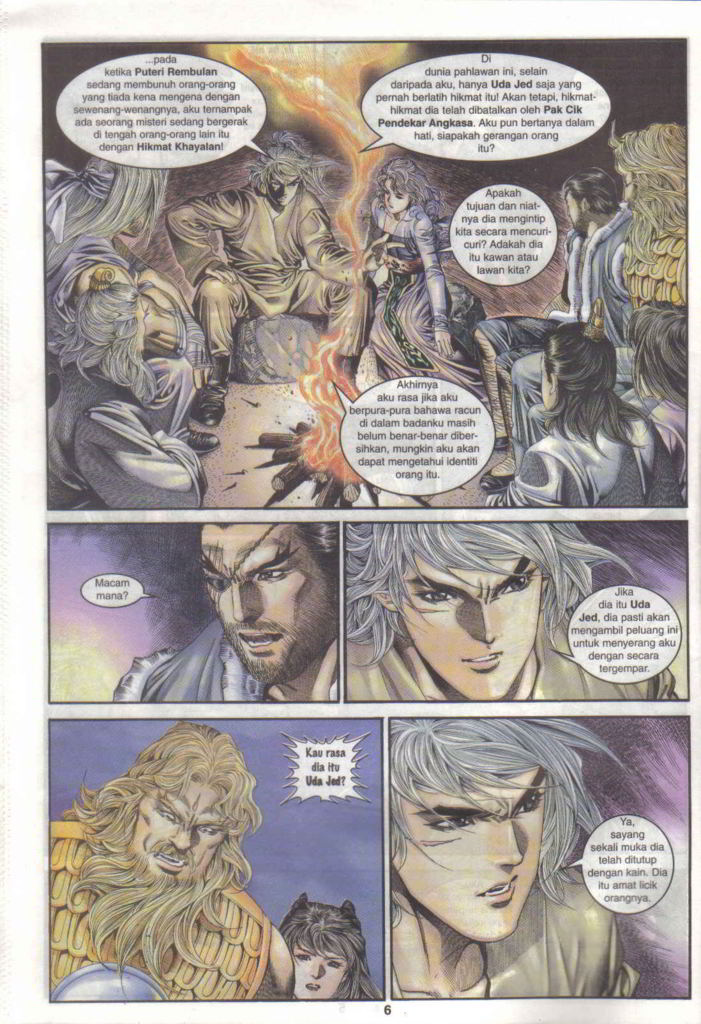 ...pada
ketika Puteri Rembulan
sedang membunuh orang-orang
yang tiada kena mengena dengan
sewenang-wenangnya, aku ternampak
ada seorang misteri sedang bergerak
di tengah orang-orang lain itu
dengan Hikmat Khayalan!
Di
dunia pahlawan ini, selain
daripada aku, hanya Uda Jed saja yang
pernah berlatih hikmat itu! Akan tetapi, hikmat-
hikmat dia telah dibatalkan oleh Pak Cik
Pendekar Angkasa. Aku pun bertanya dalam
hati, siapakah gerangan orang
itu?
Apakah
tujuan dan niat-
nya dia mengintip
kita secara mencuri-
curi? Adakah dia
itu kawan atau
lawan kita?
Akhirnya
aku rasa jika aku
berpura-pura bahawa racun
di dalam badanku masih
belum benar-benar diber-
sihkan, mungkin aku akan
dapat mengetahui identiti
orang itu.
Macam
mana?
Jika
dia itu Uda
Jed, dia pasti akan
mengambil peluang ini
untuk menyerang aku
dengan secara
tergempar.
Kau rasa
dia itu
Uda Jed?
Ya,
sayang
sekali muka dia
telah ditutup
dengan kain. Dia
itu amat licik
orangnya.
6